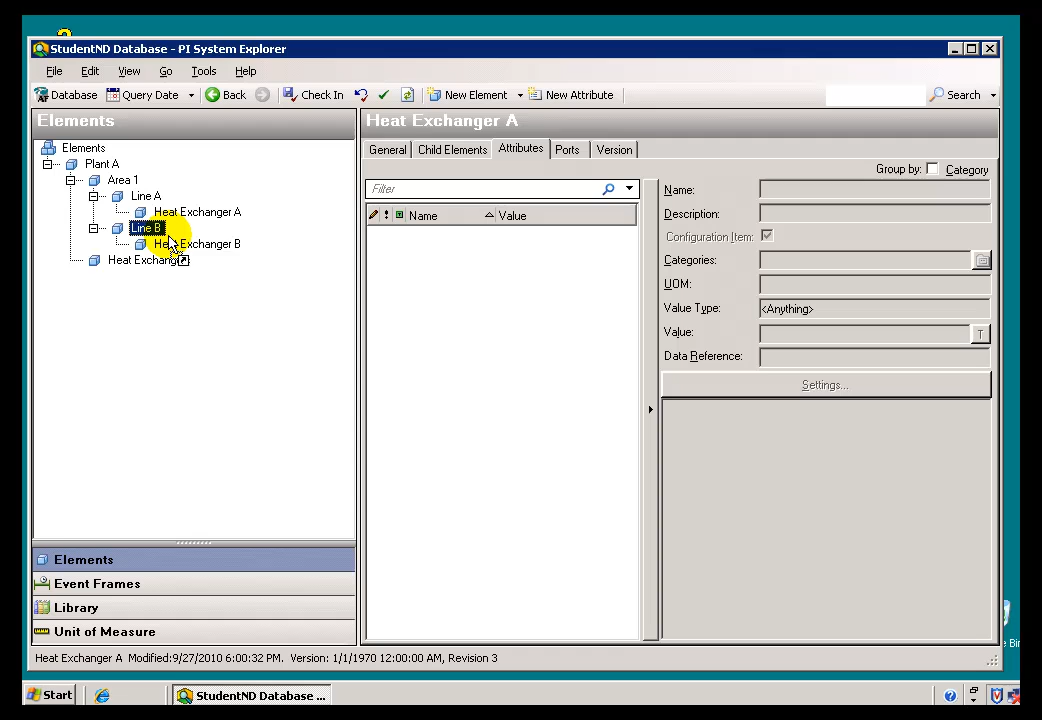 StudentND Database - PI System Explorer
File Edit View Go Tools Help
Database Query Date Back Check In New Element New Attribute Search
Elements
Heat Exchanger A
Elements
Plant A
Area 1
Line A
Heat Exchanger A
Line B
Heat Exchanger B
Heat Exchanger
General Child Elements Attributes Ports Version
Group by: Category
Filter
Name Value
Name:
Description:
Configuration Item:
Categories:
UOM:
Value Type: <Anything>
Value: T
Data Reference:
Settings...
Elements
Event Frames
Library
Unit of Measure
Heat Exchanger A Modified:9/27/2010 6:00:32 PM. Version: 1/1/1970 12:00:00 AM, Revision 3
e Bin
Start StudentND Database ...